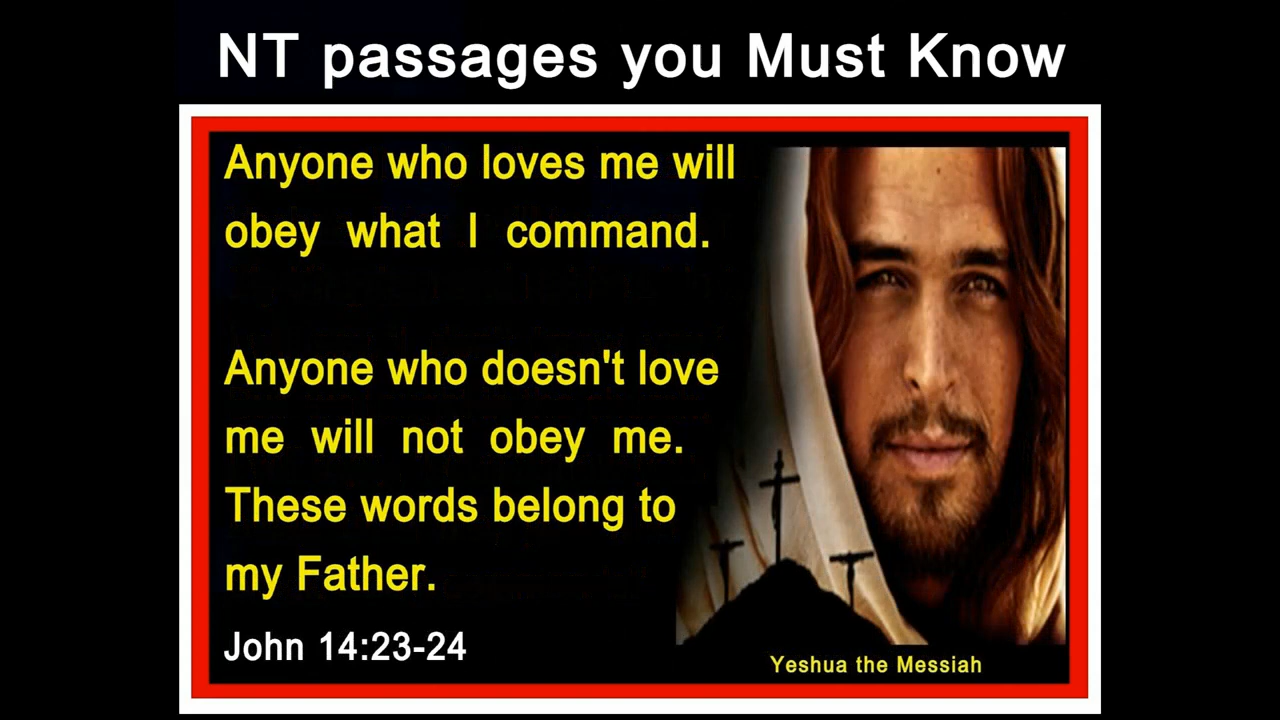 NT passages you Must Know
Anyone who loves me will
obey what I command.
Anyone who doesn't love
me will not obey me.
These words belong to
my Father.
John 14:23-24
Yeshua the Messiah